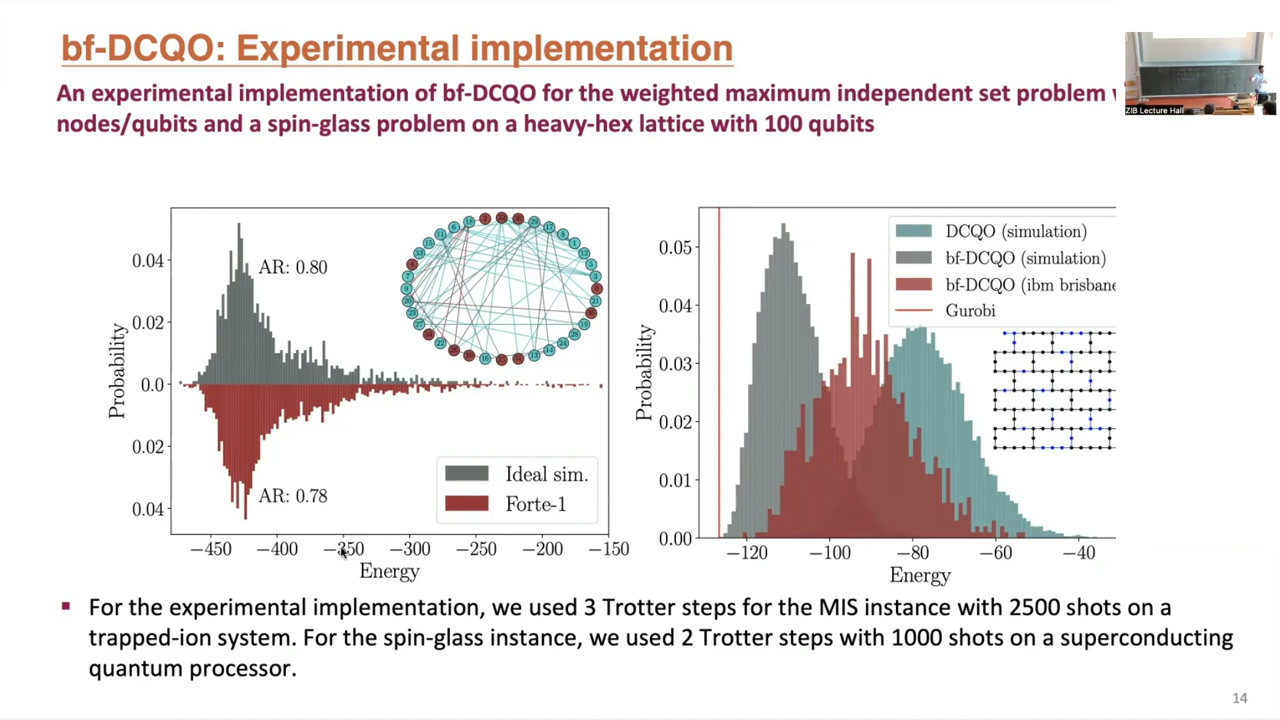 bf-DCQO: Experimental implementation
An experimental implementation of bf-DCQO for the weighted maximum independent set problem
nodes/qubits and a spin-glass problem on a heavy-hex lattice with 100 qubits
ZIB Lecture Hall
0.04
0.02
0.0
0.02
0.04
Probability
AR: 0.80
AR: 0.78
Ideal sim.
Forte-1
−450 −400 −350 −300 −250 −200 −150
Energy
0.05
0.04
0.03
0.02
0.01
0.00
Probability
DCQO (simulation)
bf-DCQO (simulation)
bf-DCQO (ibm brisbane
Gurobi
−120 −100 −80 −60 −40
Energy
▪ For the experimental implementation, we used 3 Trotter steps for the MIS instance with 2500 shots on a
trapped-ion system. For the spin-glass instance, we used 2 Trotter steps with 1000 shots on a superconducting
quantum processor.
14